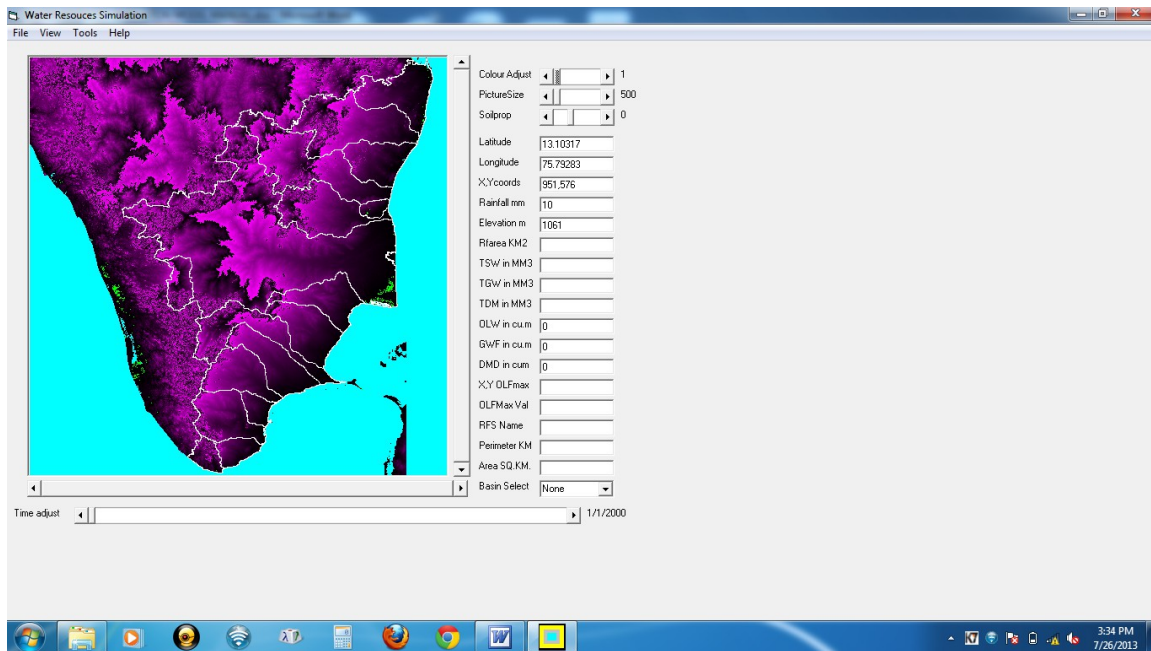 Water Resouces Simulation
File View Tools Help
Colour Adjust 1
PictureSize 500
Soilprop 0
Latitude 13.10317
Longitude 75.79283
X,Ycoords 951,576
Rainfall mm 10
Elevation m 1061
Rfarea KM2
TSW in MM3
TGW in MM3
TDM in MM3
OLW in cu.m 0
GWF in cu.m 0
DMD in cum 0
X,Y OLFmax
OLFMax Val
RFS Name
Perimeter KM
Area SQ.KM.
Basin Select None
Time adjust 1/1/2000
3:34 PM
7/26/2013